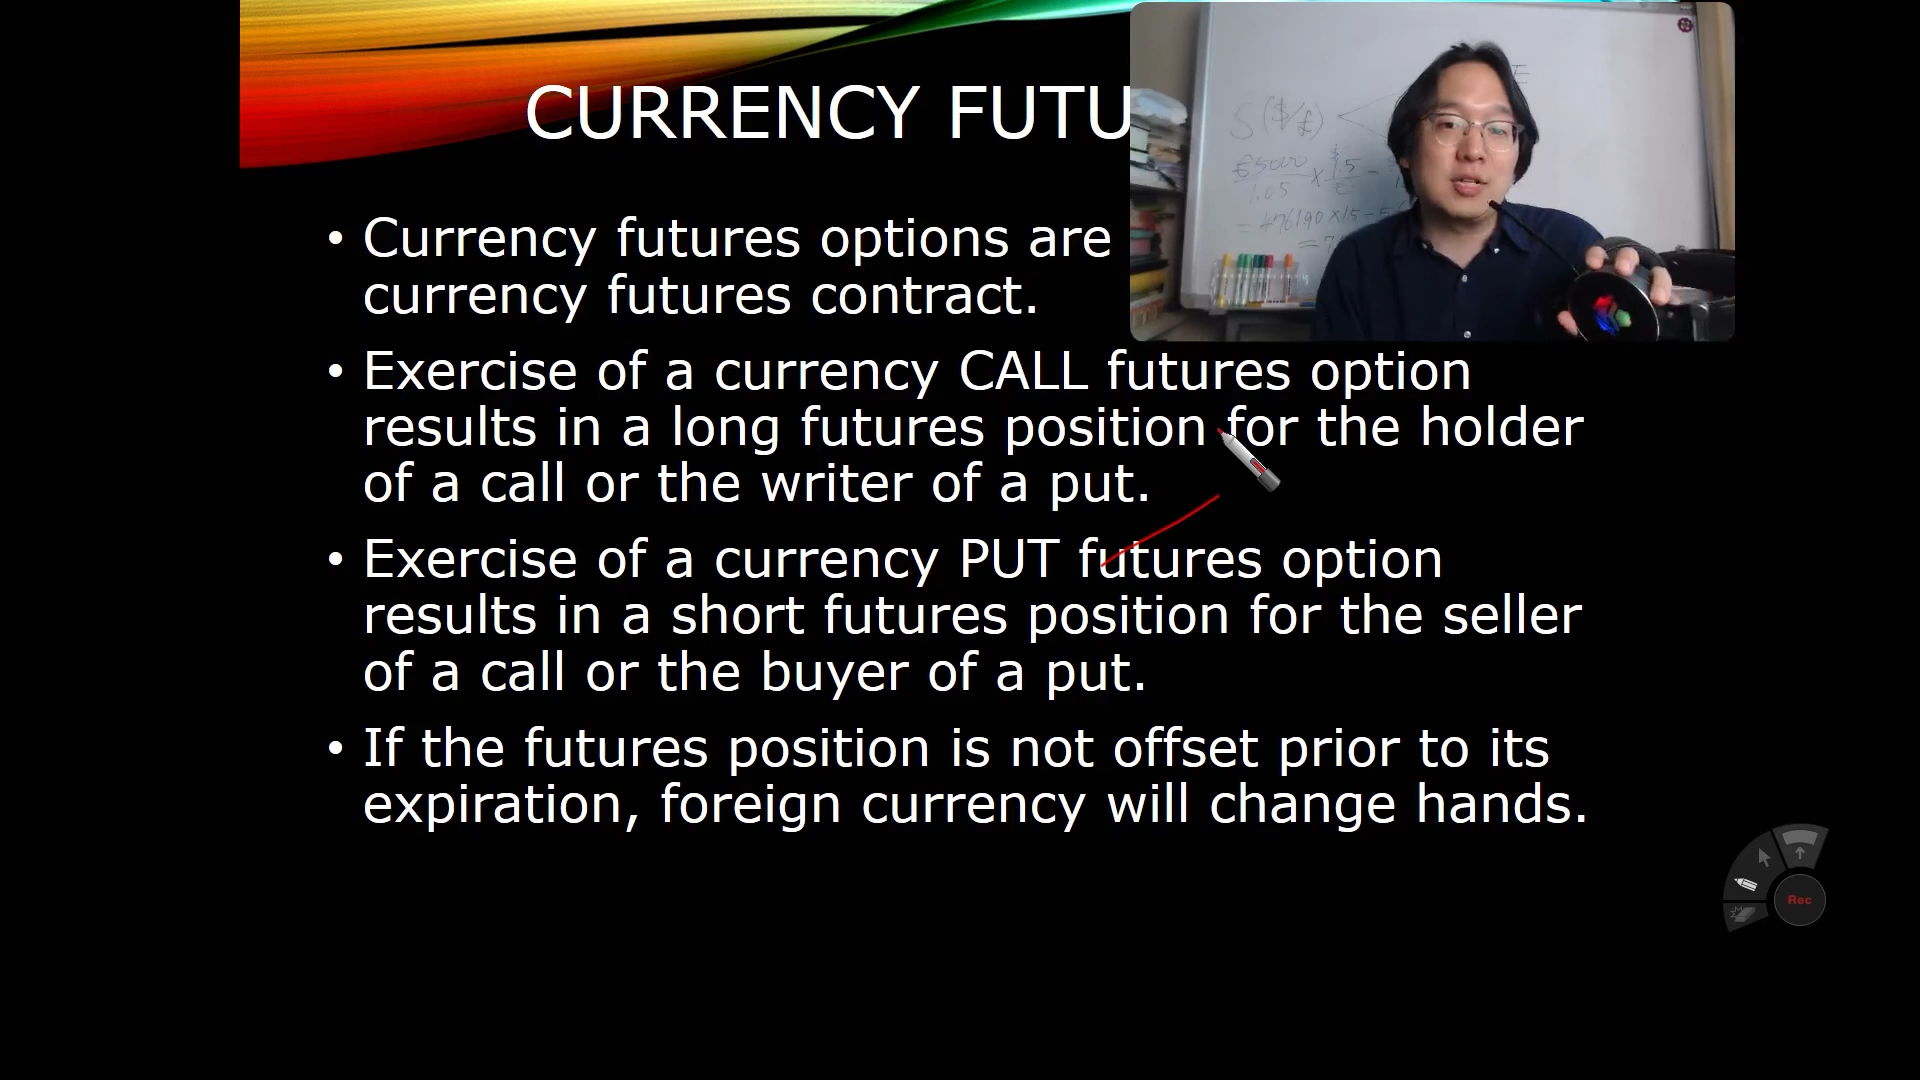 CURRENCY FUTU
• Currency futures options are
currency futures contract.
• Exercise of a currency CALL futures option
results in a long futures position for the holder
of a call or the writer of a put.
• Exercise of a currency PUT futures option
results in a short futures position for the seller
of a call or the buyer of a put.
• If the futures position is not offset prior to its
expiration, foreign currency will change hands.
S($/£)
1.05
Rec